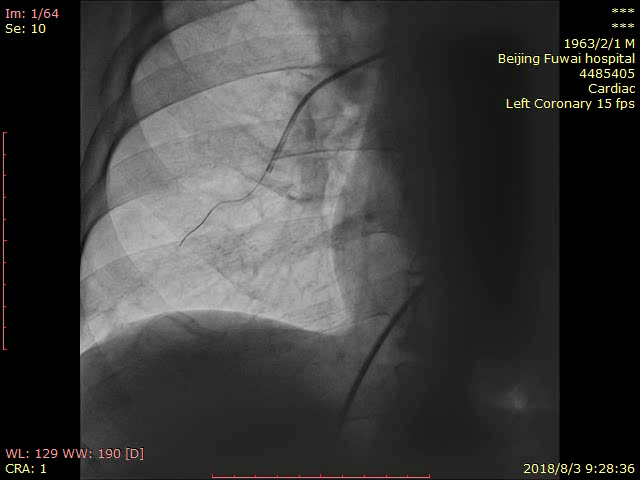 Im: 1/64
Se: 10
***
***
1963/2/1 M
Beijing Fuwai hospital
4485405
Cardiac
Left Coronary 15 fps
WL: 129 WW: 190 [D]
CRA: 1
2018/8/3 9:28:36